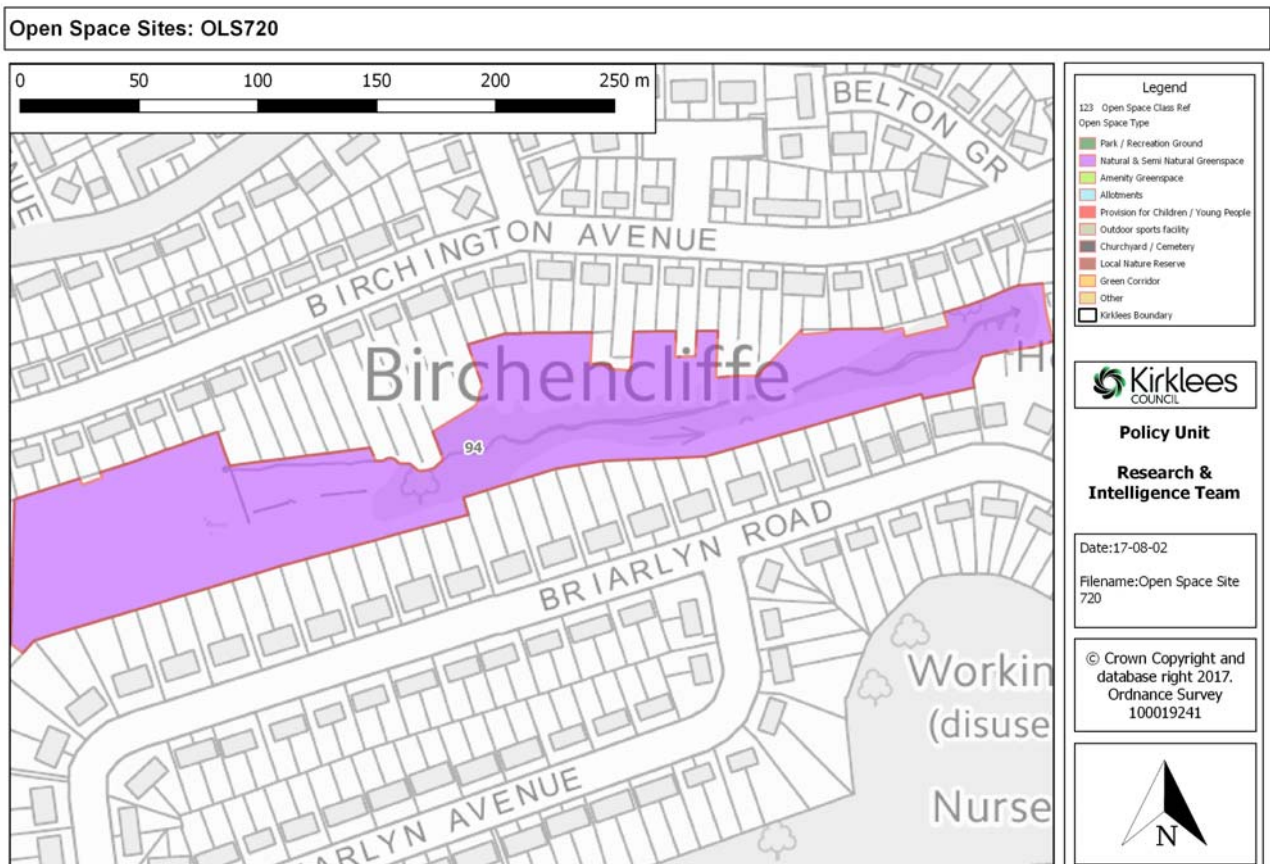 Open Space Sites: OLS720
0 50 100 150 200 250 m
BELTON GR
BIRCHINGTON AVENUE
Birchencliffe
94
BRIARLYN ROAD
Workin
(disuse
Nurse
ARLYN AVENUE
Legend
123 Open Space Class Ref
Open Space Type
Park / Recreation Ground
Natural & Semi Natural Greenspace
Amenity Greenspace
Allotments
Provision for Children / Young People
Outdoor sports facility
Churchyard / Cemetery
Local Nature Reserve
Green Corridor
Other
Kirklees Boundary
Kirklees
COUNCIL
Policy Unit
Research &
Intelligence Team
Date:17-08-02
Filename:Open Space Site
720
© Crown Copyright and
database right 2017.
Ordnance Survey
100019241
N